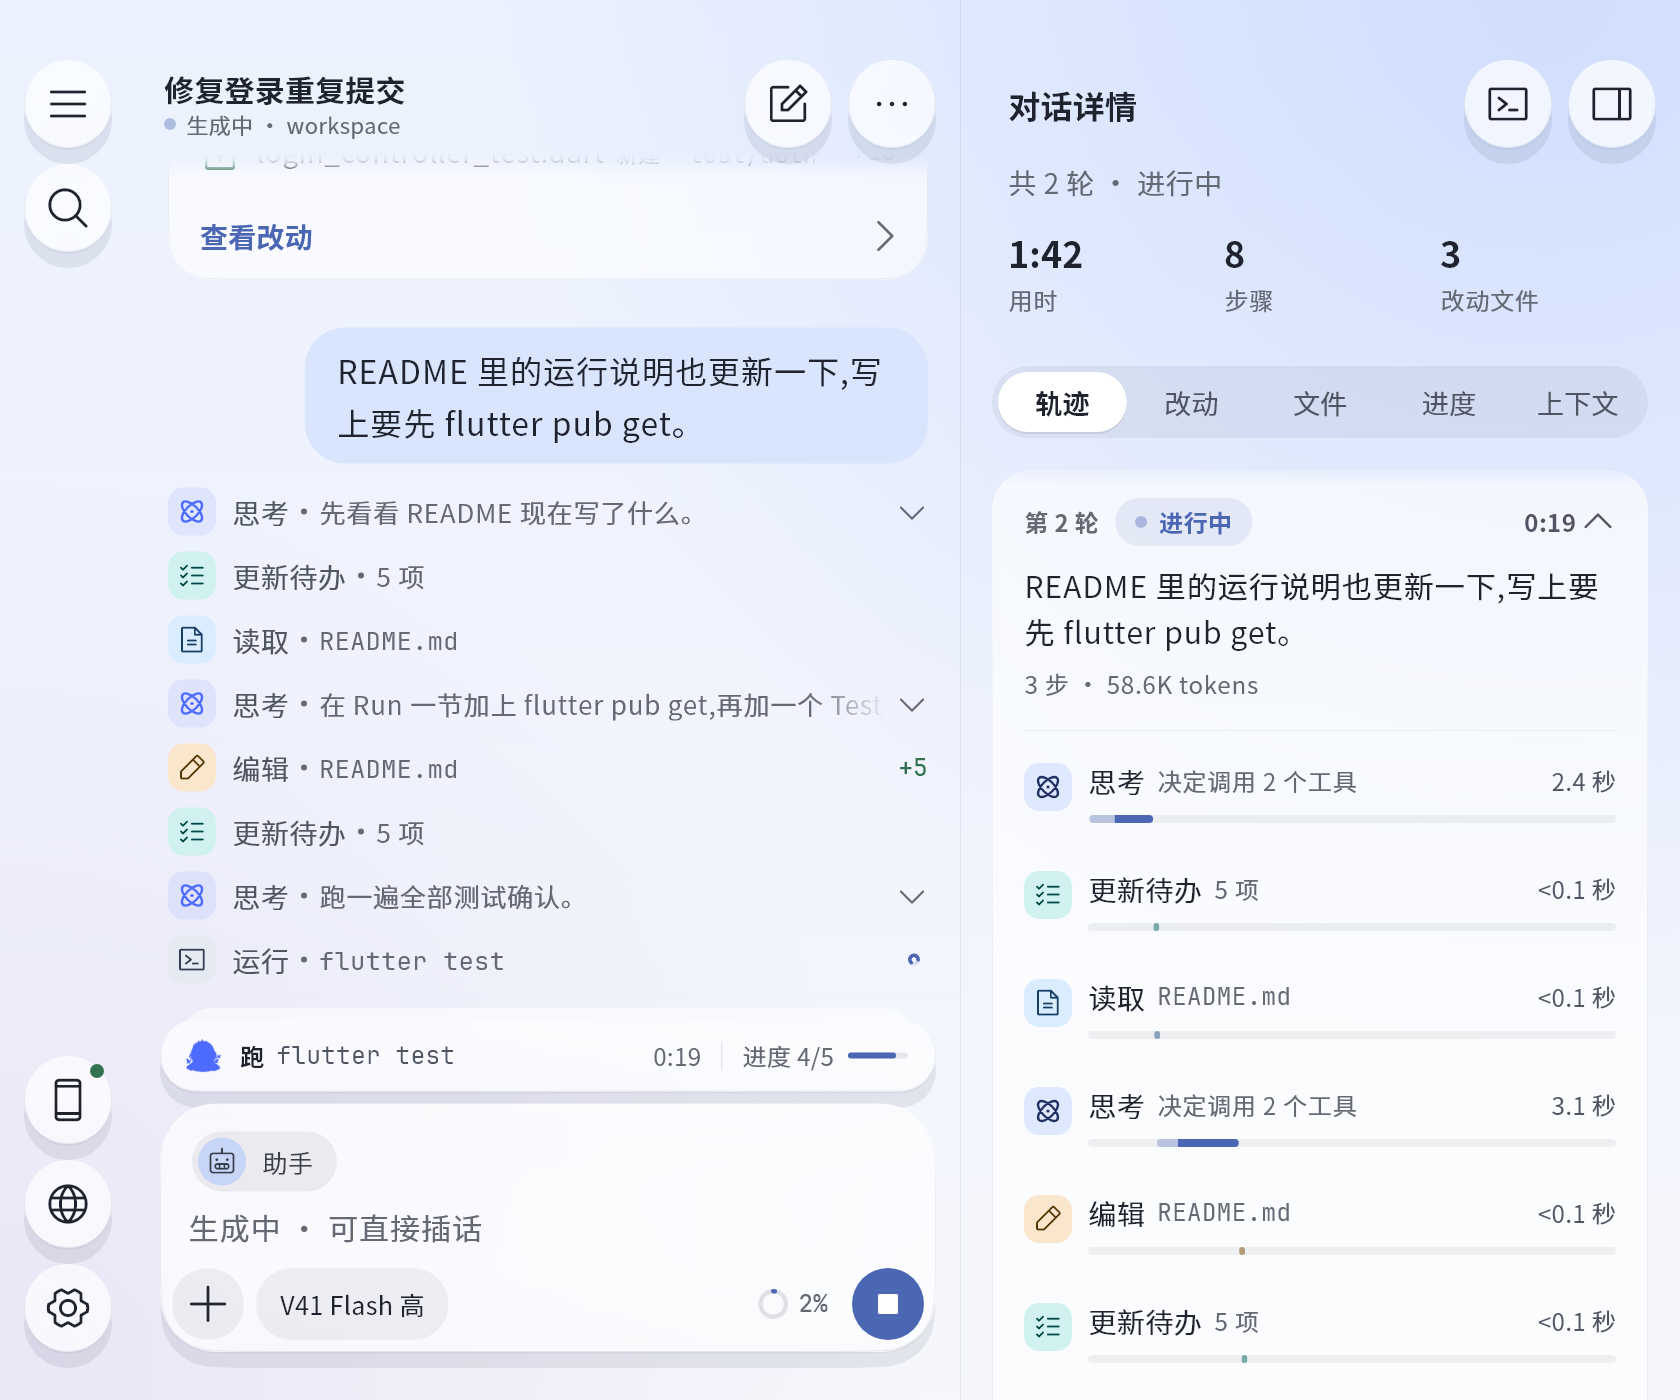 修复登录重复提交
生成中 · workspace
login_controller_test.dart 新建 test/auth
查看改动
README 里的运行说明也更新一下,写
上要先 flutter pub get。
思考 · 先看看 README 现在写了什么。
更新待办 · 5 项
读取 · README.md
思考 · 在 Run 一节加上 flutter pub get,再加一个 Test
编辑 · README.md +5
更新待办 · 5 项
思考 · 跑一遍全部测试确认。
运行 · flutter test
跑 flutter test 0:19 进度 4/5
助手
生成中 · 可直接插话
V41 Flash 高 2%
对话详情
共 2 轮 · 进行中
1:42 8 3
用时 步骤 改动文件
轨迹 改动 文件 进度 上下文
第 2 轮 进行中 0:19
README 里的运行说明也更新一下,写上要
先 flutter pub get。
3 步 · 58.6K tokens
思考 决定调用 2 个工具 2.4 秒
更新待办 5 项 <0.1 秒
读取 README.md <0.1 秒
思考 决定调用 2 个工具 3.1 秒
编辑 README.md <0.1 秒
更新待办 5 项 <0.1 秒